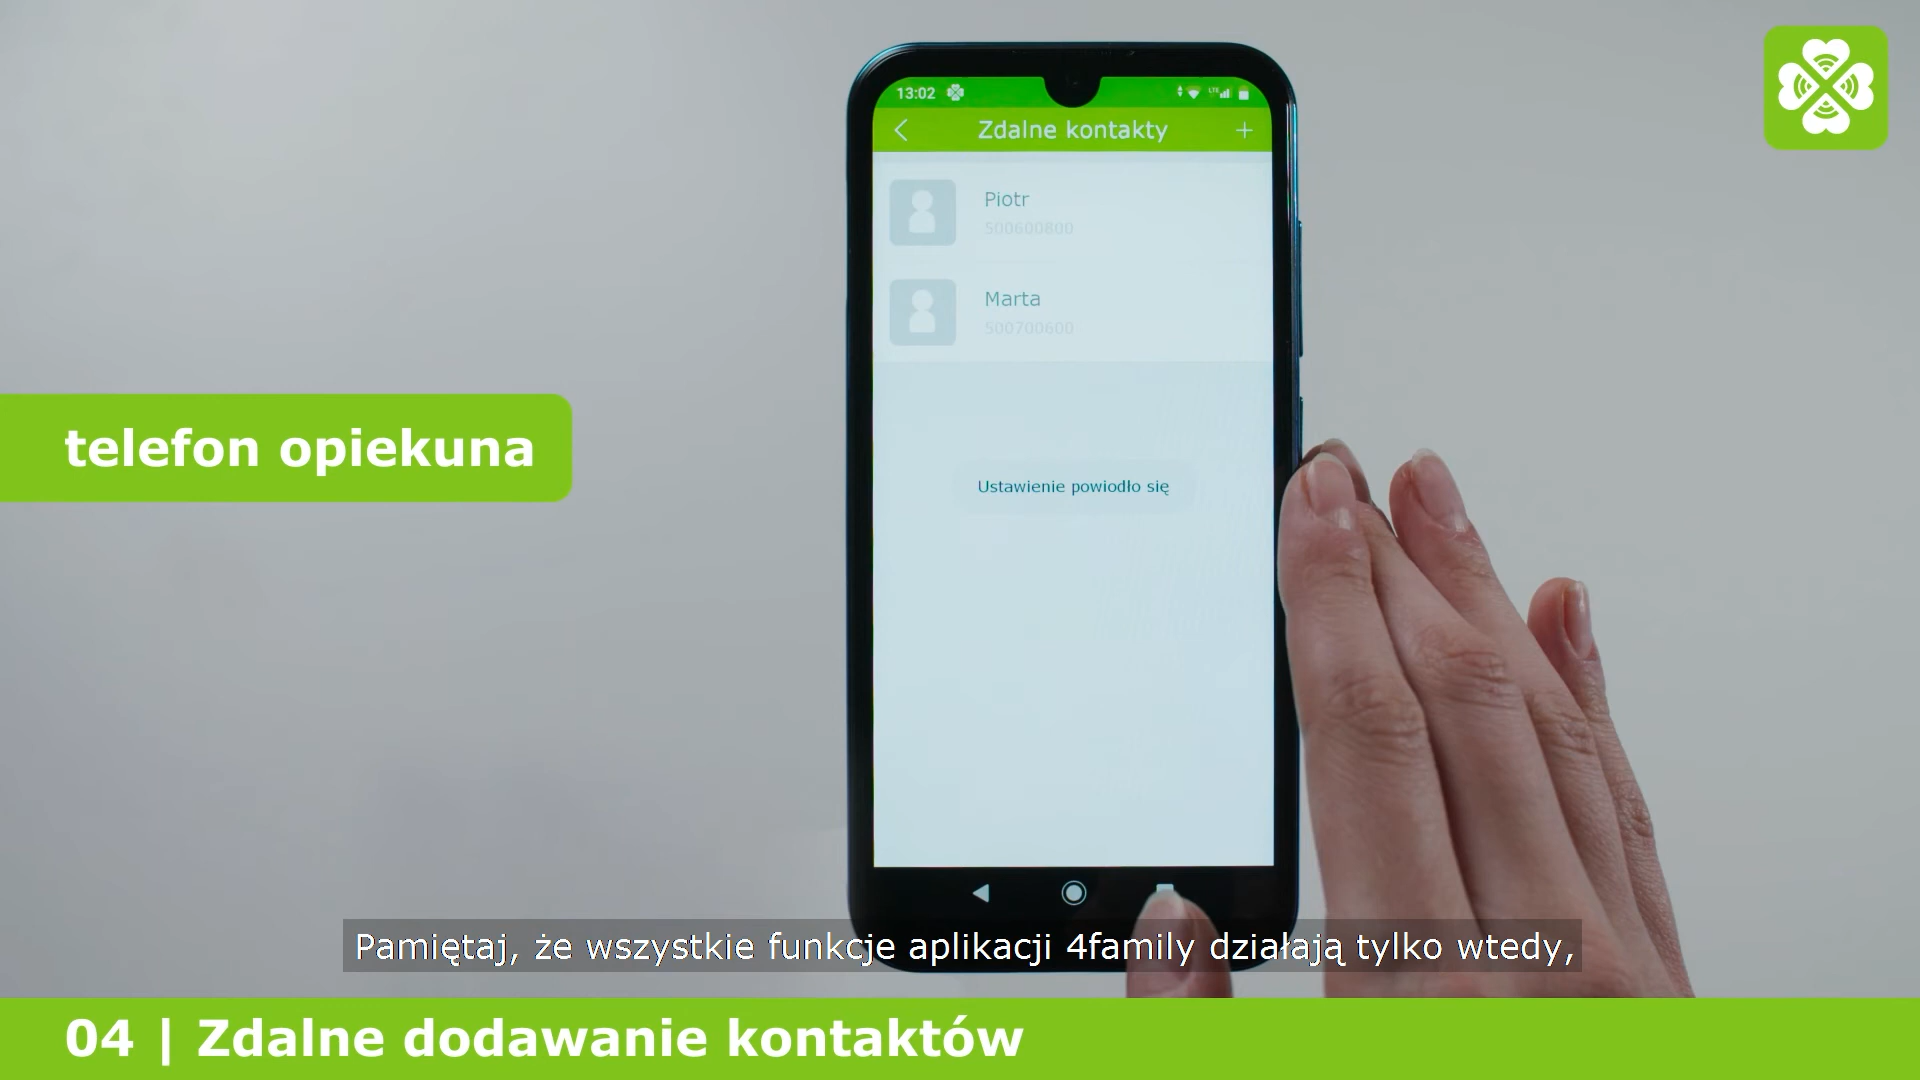 13:02
LTE
Zdalne kontakty
Piotr
500600800
Marta
500700600
telefon opiekuna
Ustawienie powiodło się
Pamiętaj, że wszystkie funkcje aplikacji 4family działają tylko wtedy,
04 | Zdalne dodawanie kontaktów